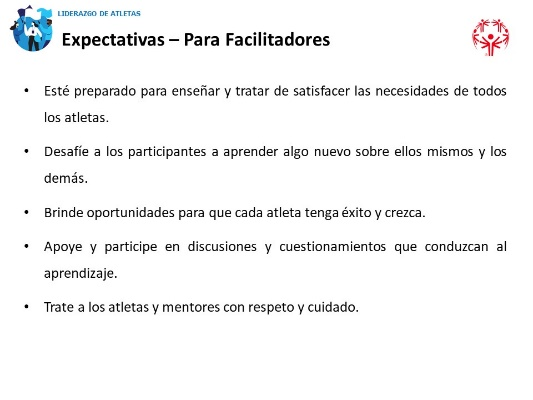 LIDERAZGO DE ATLETAS
Expectativas – Para Facilitadores
• Esté preparado para enseñar y tratar de satisfacer las necesidades de todos
los atletas.
• Desafíe a los participantes a aprender algo nuevo sobre ellos mismos y los
demás.
• Brinde oportunidades para que cada atleta tenga éxito y crezca.
• Apoye y participe en discusiones y cuestionamientos que conduzcan al
aprendizaje.
• Trate a los atletas y mentores con respeto y cuidado.